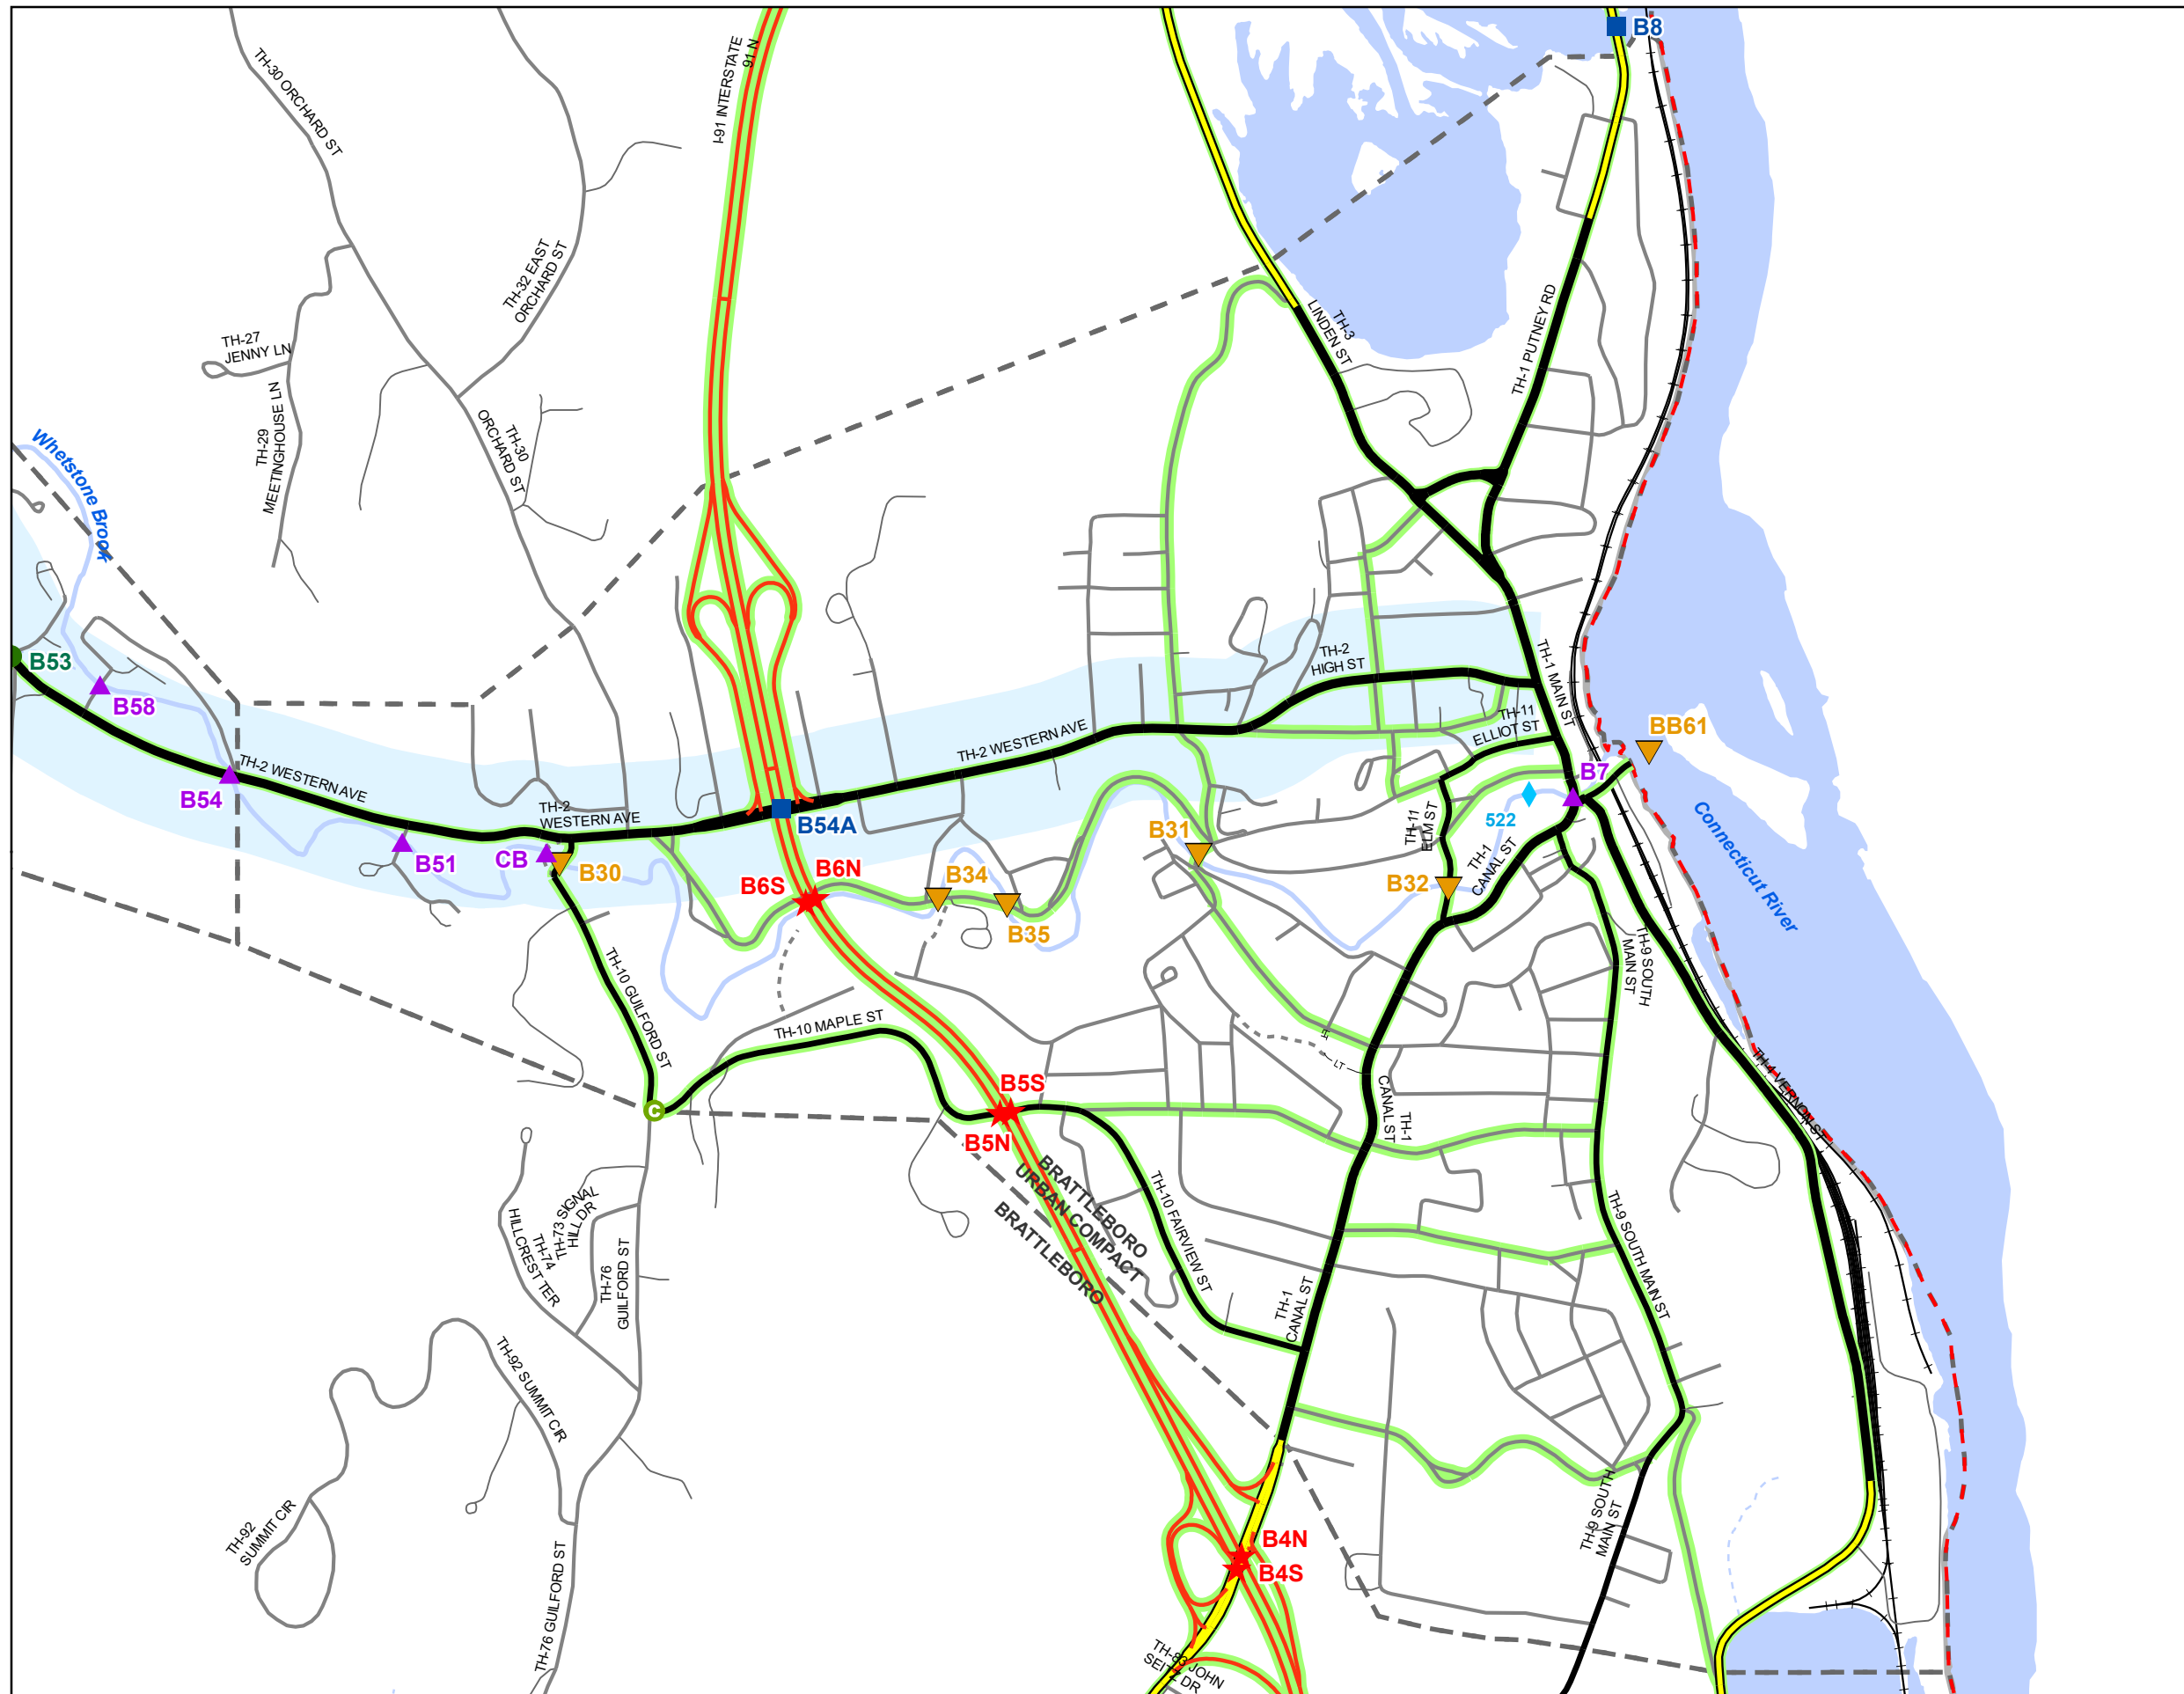 B8
I-91 INTERSTATE
91 N
TH-30 ORCHARD ST
TH-32 EAST
ORCHARD ST
TH-27
JENNY LN
TH-29
MEETINGHOUSE LN
TH-30
ORCHARD ST
TH-3
LINDEN ST
TH-1 PUTNEY RD
Whetstone Brook
B53
B58
B54
TH-2 WESTERN AVE
TH-2
WESTERN AVE
TH-2 WESTERN AVE
TH-2
HIGH ST
TH-1 MAIN ST
TH-11
ELLIOT ST
BB61
B7
522
Connecticut River
B54A
B51
CB
B30
B6S
B6N
B34
B35
B31
TH-11
ELM ST
TH-1
CANAL ST
B32
TH-9 SOUTH
MAIN ST
TH-10 GUILFORD ST
TH-10 MAPLE ST
LT
LT
C
B5S
B5N
CANAL ST
TH-1
TH-4 VERNON ST
BRATTLEBORO
URBAN COMPACT
BRATTLEBORO
TH-10 FAIRVIEW ST
TH-9 SOUTH MAIN ST
TH-73 SIGNAL
HILL DR
TH-74
HILLCREST TER
TH-76
GUILFORD ST
TH-1
CANAL ST
TH-92 SUMMIT CIR
TH-92
SUMMIT CIR
TH-76 GUILFORD ST
TH-9 SOUTH
MAIN ST
B4N
B4S
TH-83 JOHN
SEITZ DR